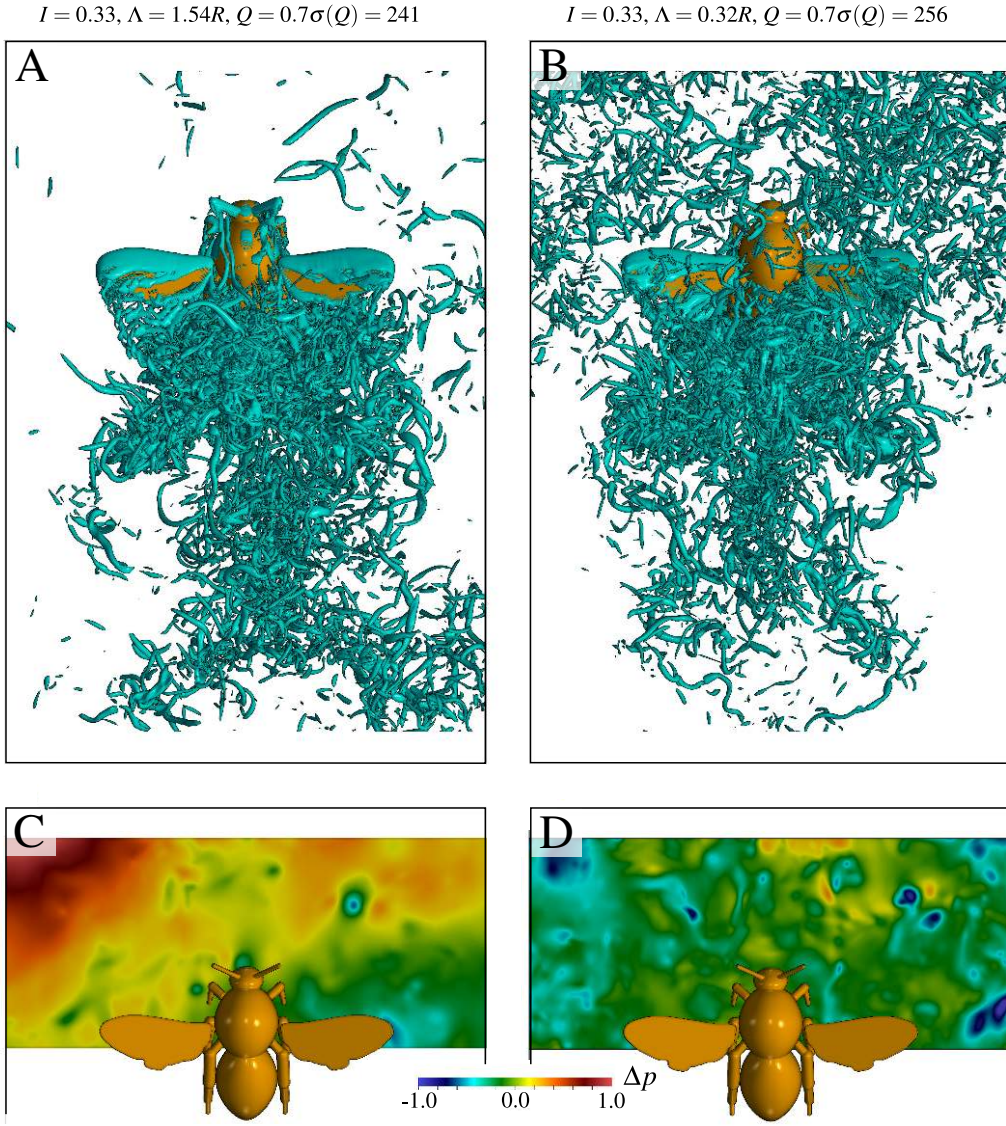 I = 0.33, Λ = 1.54R, Q = 0.7σ(Q) = 241
I = 0.33, Λ = 0.32R, Q = 0.7σ(Q) = 256
A
B
C
D
Δp
-1.0 0.0 1.0